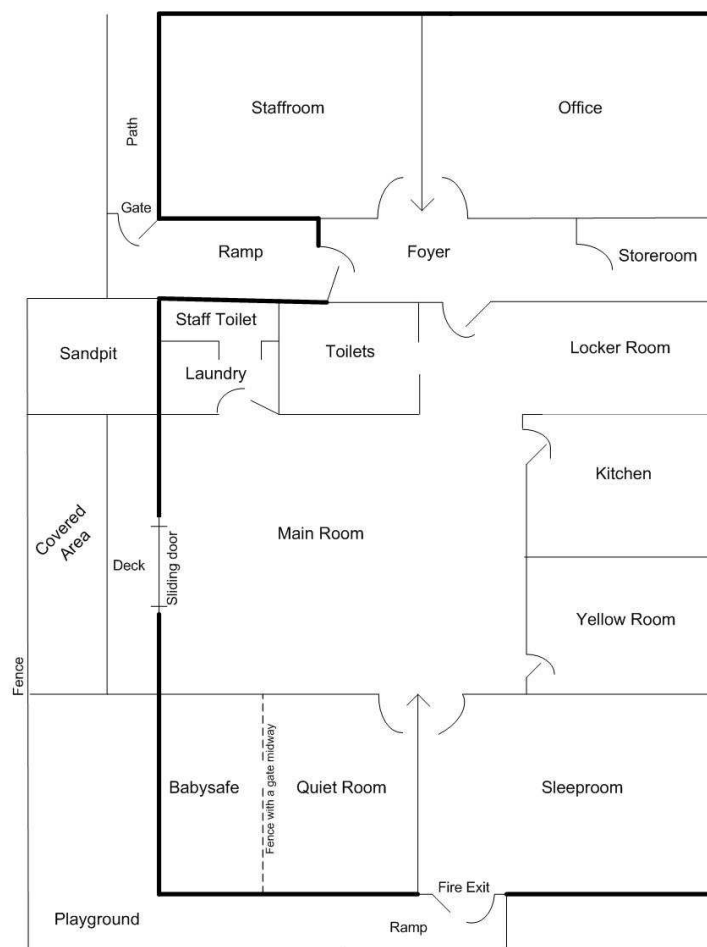 Staffroom
Office
Path
Gate
Ramp
Foyer
Storeroom
Staff Toilet
Toilets
Locker Room
Sandpit
Laundry
Kitchen
Covered
Area
Main Room
Deck
Sliding door
Yellow Room
Fence
Fence with a gate midway
Babysafe
Quiet Room
Sleeproom
Fire Exit
Playground
Ramp